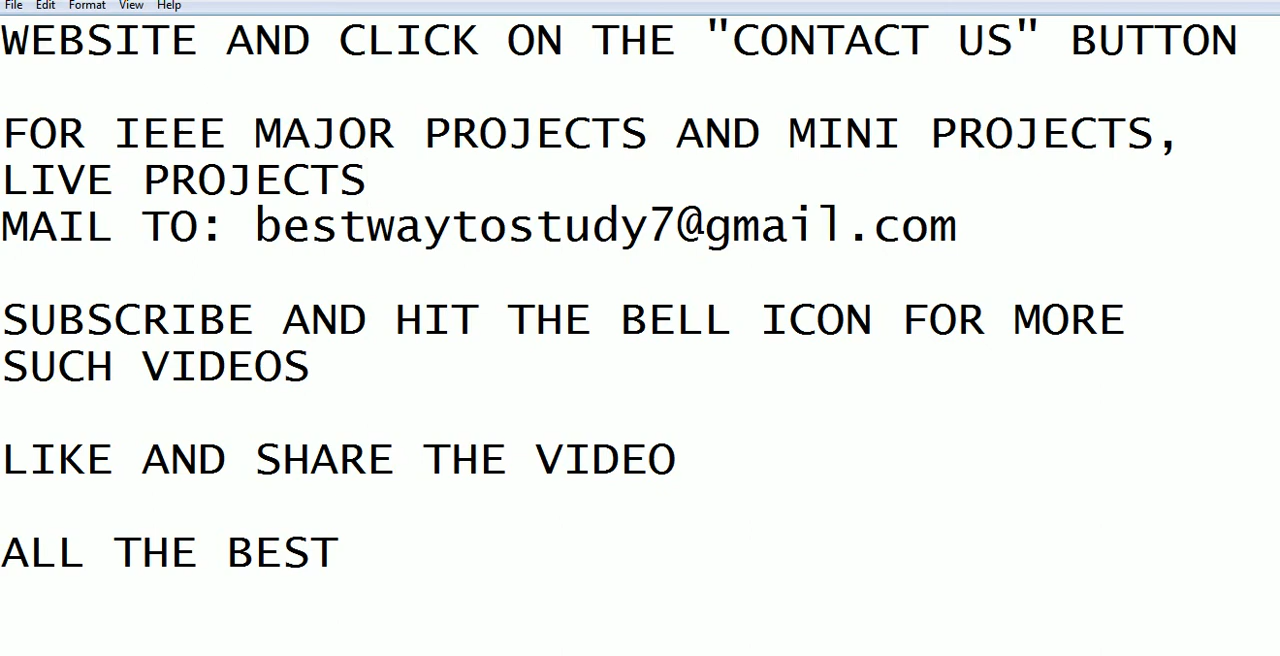 File Edit Format View Help
WEBSITE AND CLICK ON THE "CONTACT US" BUTTON
FOR IEEE MAJOR PROJECTS AND MINI PROJECTS,
LIVE PROJECTS
MAIL TO: bestwaytostudy7@gmail.com
SUBSCRIBE AND HIT THE BELL ICON FOR MORE
SUCH VIDEOS
LIKE AND SHARE THE VIDEO
ALL THE BEST